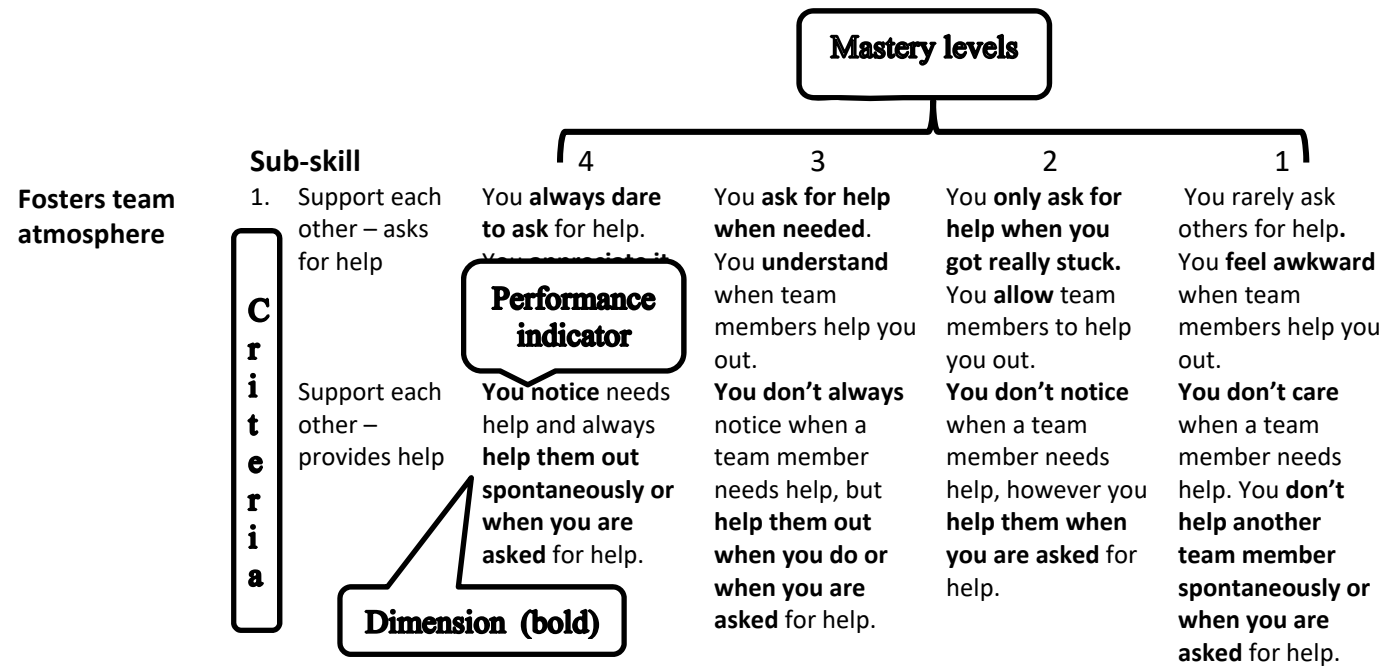 Mastery levels
Sub-skill
4
3
2
1
Fosters team
atmosphere
Criteria
1. Support each
other – asks
for help
You always dare
to ask for help.
You appreciate it
Performance
indicator
You ask for help
when needed.
You understand
when team
members help you
out.
You only ask for
help when you
got really stuck.
You allow team
members to help
you out.
You rarely ask
others for help.
You feel awkward
when team
members help you
out.
Support each
other –
provides help
You notice needs
help and always
help them out
spontaneously or
when you are
asked for help.
Dimension (bold)
You don’t always
notice when a
team member
needs help, but
help them out
when you do or
when you are
asked for help.
You don’t notice
when a team
member needs
help, however you
help them when
you are asked for
help.
You don’t care
when a team
member needs
help. You don’t
help another
team member
spontaneously or
when you are
asked for help.